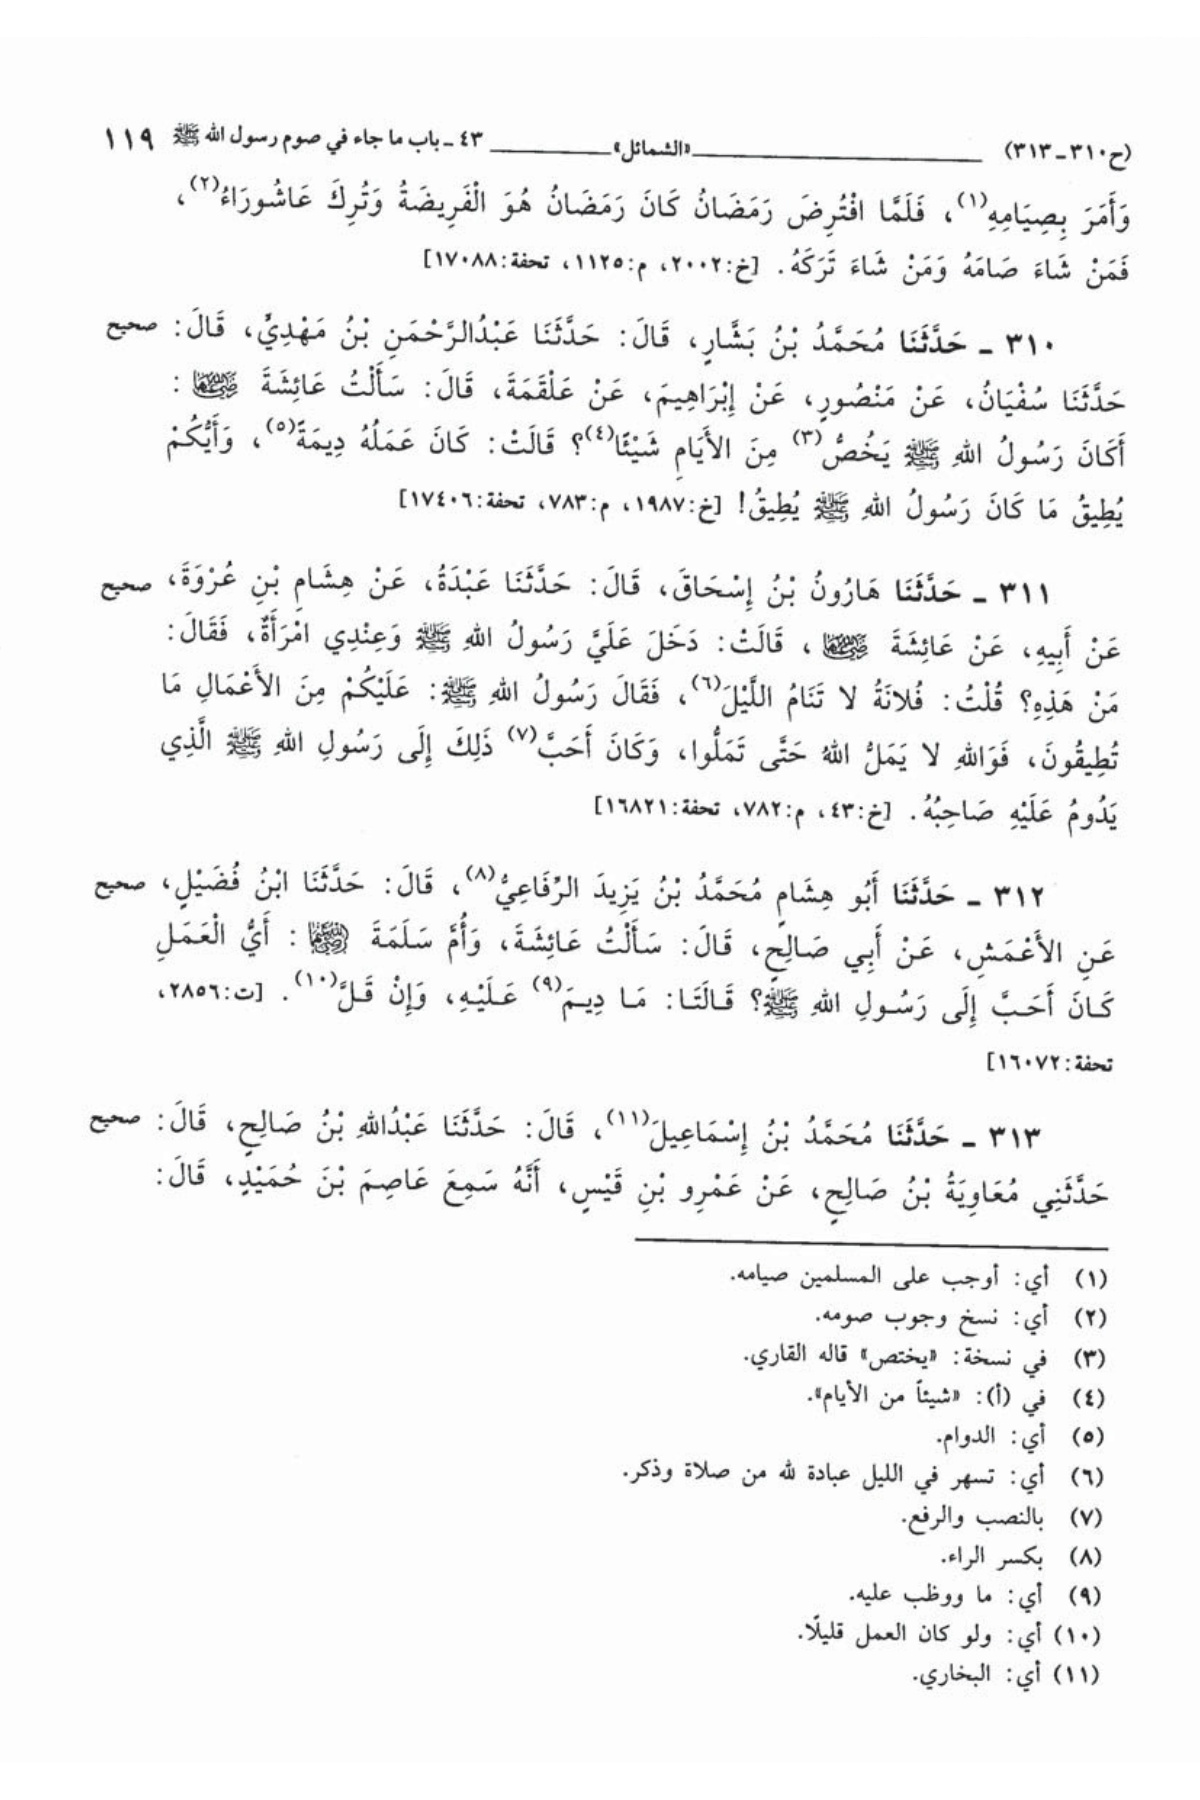 (ح٣١٠-٣١٣) «الشمائل» ٤٣ - باب ما جاء في صوم رسول الله ﷺ ١١٩
وَأَمَرَ بِصِيَامِهِ(١)، فَلَمَّا افْتُرِضَ رَمَضَانُ كَانَ رَمَضَانُ هُوَ الْفَرِيضَةُ وَتُرِكَ عَاشُورَاءُ(٢)،
فَمَنْ شَاءَ صَامَهُ وَمَنْ شَاءَ تَرَكَهُ. [خ:٢٠٠٢، م:١١٢٥، تحفة:١٧٠٨٨]
٣١٠ - حَدَّثَنَا مُحَمَّدُ بْنُ بَشَّارٍ، قَالَ: حَدَّثَنَا عَبْدُالرَّحْمَنِ بْنُ مَهْدِيٍّ، قَالَ: صحيح
حَدَّثَنَا سُفْيَانُ، عَنْ مَنْصُورٍ، عَنْ إِبْرَاهِيمَ، عَنْ عَلْقَمَةَ، قَالَ: سَأَلْتُ عَائِشَةَ رضي الله عنها :
أَكَانَ رَسُولُ اللهِ ﷺ يَخُصُّ(٣) مِنَ الأَيَامِ شَيْئًا(٤)؟ قَالَتْ: كَانَ عَمَلُهُ دِيمَةً(٥)، وَأَيُّكُمْ
يُطِيقُ مَا كَانَ رَسُولُ اللهِ ﷺ يُطِيقُ! [خ:١٩٨٧، م:٧٨٣، تحفة:١٧٤٠٦]
٣١١ - حَدَّثَنَا هَارُونُ بْنُ إِسْحَاقَ، قَالَ: حَدَّثَنَا عَبْدَةُ، عَنْ هِشَامِ بْنِ عُرْوَةَ، صحيح
عَنْ أَبِيهِ، عَنْ عَائِشَةَ رضي الله عنها ، قَالَتْ: دَخَلَ عَلَيَّ رَسُولُ اللهِ ﷺ وَعِنْدِي امْرَأَةٌ، فَقَالَ:
مَنْ هَذِهِ؟ قُلْتُ: فُلانَةُ لا تَنَامُ اللَّيْلَ(٦)، فَقَالَ رَسُولُ اللهِ ﷺ: عَلَيْكُمْ مِنَ الأَعْمَالِ مَا
تُطِيقُونَ، فَوَاللهِ لا يَمَلُّ اللهُ حَتَّى تَمَلُّوا، وَكَانَ أَحَبَّ(٧) ذَلِكَ إِلَى رَسُولِ اللهِ ﷺ الَّذِي
يَدُومُ عَلَيْهِ صَاحِبُهُ. [خ:٤٣، م:٧٨٢، تحفة:١٦٨٢١]
٣١٢ - حَدَّثَنَا أَبُو هِشَامٍ مُحَمَّدُ بْنُ يَزِيدَ الرِّفَاعِيُّ(٨)، قَالَ: حَدَّثَنَا ابْنُ فُضَيْلٍ، صحيح
عَنِ الأَعْمَشِ، عَنْ أَبِي صَالِحٍ، قَالَ: سَأَلْتُ عَائِشَةَ، وَأُمَّ سَلَمَةَ رضي الله عنهما : أَيُّ الْعَمَلِ
كَانَ أَحَبَّ إِلَى رَسُولِ اللهِ ﷺ؟ قَالَتَا: مَا دِيمَ(٩) عَلَيْهِ، وَإِنْ قَلَّ(١٠). [ت:٢٨٥٦،
تحفة:١٦٠٧٢]
٣١٣ - حَدَّثَنَا مُحَمَّدُ بْنُ إِسْمَاعِيلَ(١١)، قَالَ: حَدَّثَنَا عَبْدُاللهِ بْنُ صَالِحٍ، قَالَ: صحيح
حَدَّثَنِي مُعَاوِيَةُ بْنُ صَالِحٍ، عَنْ عَمْرِو بْنِ قَيْسٍ، أَنَّهُ سَمِعَ عَاصِمَ بْنَ حُمَيْدٍ، قَالَ:
(١) أي: أوجب على المسلمين صيامه.
(٢) أي: نسخ وجوب صومه.
(٣) في نسخة: «يختص» قاله القاري.
(٤) في (أ): «شيئاً من الأيام».
(٥) أي: الدوام.
(٦) أي: تسهر في الليل عبادة لله من صلاة وذكر.
(٧) بالنصب والرفع.
(٨) بكسر الراء.
(٩) أي: ما ووظب عليه.
(١٠) أي: ولو كان العمل قليلًا.
(١١) أي: البخاري.